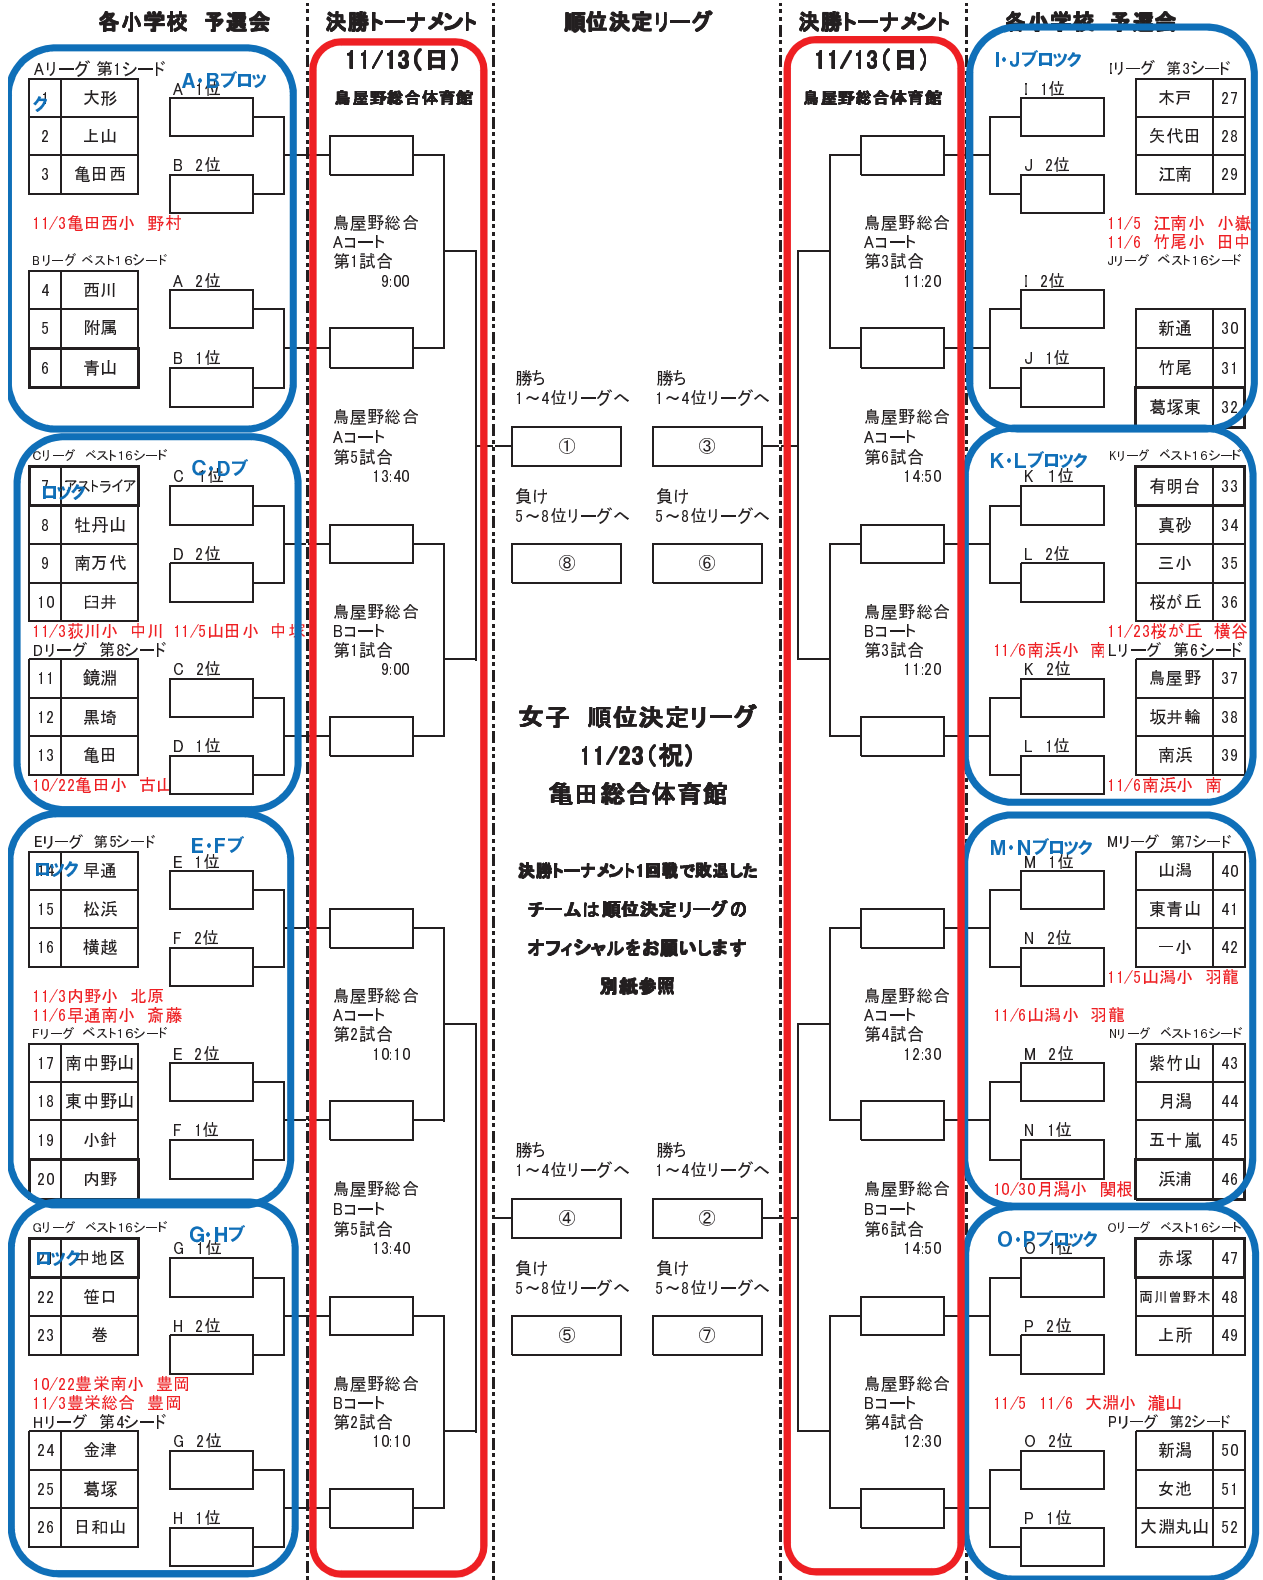 各小学校 予選会
決勝トーナメント
順位決定リーグ
決勝トーナメント
各小学校 予選会
11/13(日)
鳥屋野総合体育館
11/13(日)
鳥屋野総合体育館
A・Bブロック
Aリーグ 第1シード
1 大形
2 上山
3 亀田西
11/3亀田西小 野村
Bリーグ ベスト16シード
4 西川
5 附属
6 青山
A 1位
B 2位
A 2位
B 1位
C・Dブロック
Cリーグ ベスト16シード
7 アストライア
8 牡丹山
9 南万代
10 臼井
11/3荻川小 中川 11/5山田小 中塚
Dリーグ 第8シード
11 鏡淵
12 黒埼
13 亀田
10/22亀田小 古山
C 1位
D 2位
C 2位
D 1位
E・Fブロック
Eリーグ 第5シード
14 早通
15 松浜
16 横越
11/3内野小 北原
11/6早通南小 斎藤
Fリーグ ベスト16シード
17 南中野山
18 東中野山
19 小針
20 内野
E 1位
F 2位
E 2位
F 1位
G・Hブロック
Gリーグ ベスト16シード
21 中地区
22 笹口
23 巻
10/22豊栄南小 豊岡
11/3豊栄総合 豊岡
Hリーグ 第4シード
24 金津
25 葛塚
26 日和山
G 1位
H 2位
G 2位
H 1位
鳥屋野総合
Aコート
第1試合
9:00
鳥屋野総合
Aコート
第5試合
13:40
鳥屋野総合
Bコート
第1試合
9:00
鳥屋野総合
Aコート
第2試合
10:10
鳥屋野総合
Bコート
第5試合
13:40
鳥屋野総合
Bコート
第2試合
10:10
勝ち
1～4位リーグへ
①
負け
5～8位リーグへ
⑧
勝ち
1～4位リーグへ
③
負け
5～8位リーグへ
⑥
女子 順位決定リーグ
11/23(祝)
亀田総合体育館
決勝トーナメント1回戦で敗退した
チームは順位決定リーグの
オフィシャルをお願いします
別紙参照
勝ち
1～4位リーグへ
④
負け
5～8位リーグへ
⑤
勝ち
1～4位リーグへ
②
負け
5～8位リーグへ
⑦
鳥屋野総合
Aコート
第3試合
11:20
鳥屋野総合
Aコート
第6試合
14:50
鳥屋野総合
Bコート
第3試合
11:20
鳥屋野総合
Aコート
第4試合
12:30
鳥屋野総合
Bコート
第6試合
14:50
鳥屋野総合
Bコート
第4試合
12:30
I・Jブロック
I 1位
J 2位
I 2位
J 1位
Iリーグ 第3シード
木戸 27
矢代田 28
江南 29
11/5 江南小 小嶽
11/6 竹尾小 田中
Jリーグ ベスト16シード
新通 30
竹尾 31
葛塚東 32
K・Lブロック
K 1位
L 2位
11/6南浜小 南
K 2位
L 1位
Kリーグ ベスト16シード
有明台 33
真砂 34
三小 35
桜が丘 36
11/23桜が丘 横谷
Lリーグ 第6シード
鳥屋野 37
坂井輪 38
南浜 39
11/6南浜小 南
M・Nブロック
M 1位
N 2位
11/6山潟小 羽龍
M 2位
N 1位
10/30月潟小 関根
Mリーグ 第7シード
山潟 40
東青山 41
一小 42
11/5山潟小 羽龍
Nリーグ ベスト16シード
紫竹山 43
月潟 44
五十嵐 45
浜浦 46
O・Pブロック
O 1位
P 2位
11/5 11/6 大淵小 瀧山
O 2位
P 1位
Oリーグ ベスト16シート
赤塚 47
両川曽野木 48
上所 49
Pリーグ 第2シード
新潟 50
女池 51
大淵丸山 52